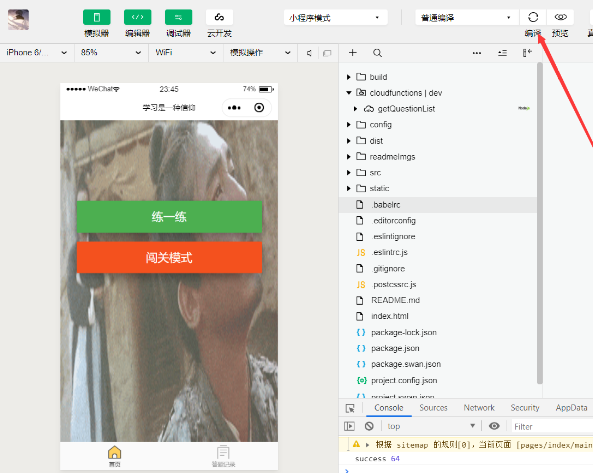 小程序模式
普通编译
模拟器
编辑器
调试器
云开发
编译
预览
iPhone 6/...
85%
WiFi
模拟操作
WeChat
23:45
74%
学习是一种信仰
练一练
闯关模式
首页
build
cloudfunctions | dev
getQuestionList
config
dist
readmeImgs
src
static
.babelrc
.editorconfig
.eslintignore
JS .eslintrc.js
.gitignore
JS .postcssrc.js
README.md
index.html
package-lock.json
package.json
package.swan.json
project.config.json
project.swan.json
Console Sources Network Security AppData
top
Filter
根据 sitemap 的规则[0]，当前页面 [pages/index/main
success 64